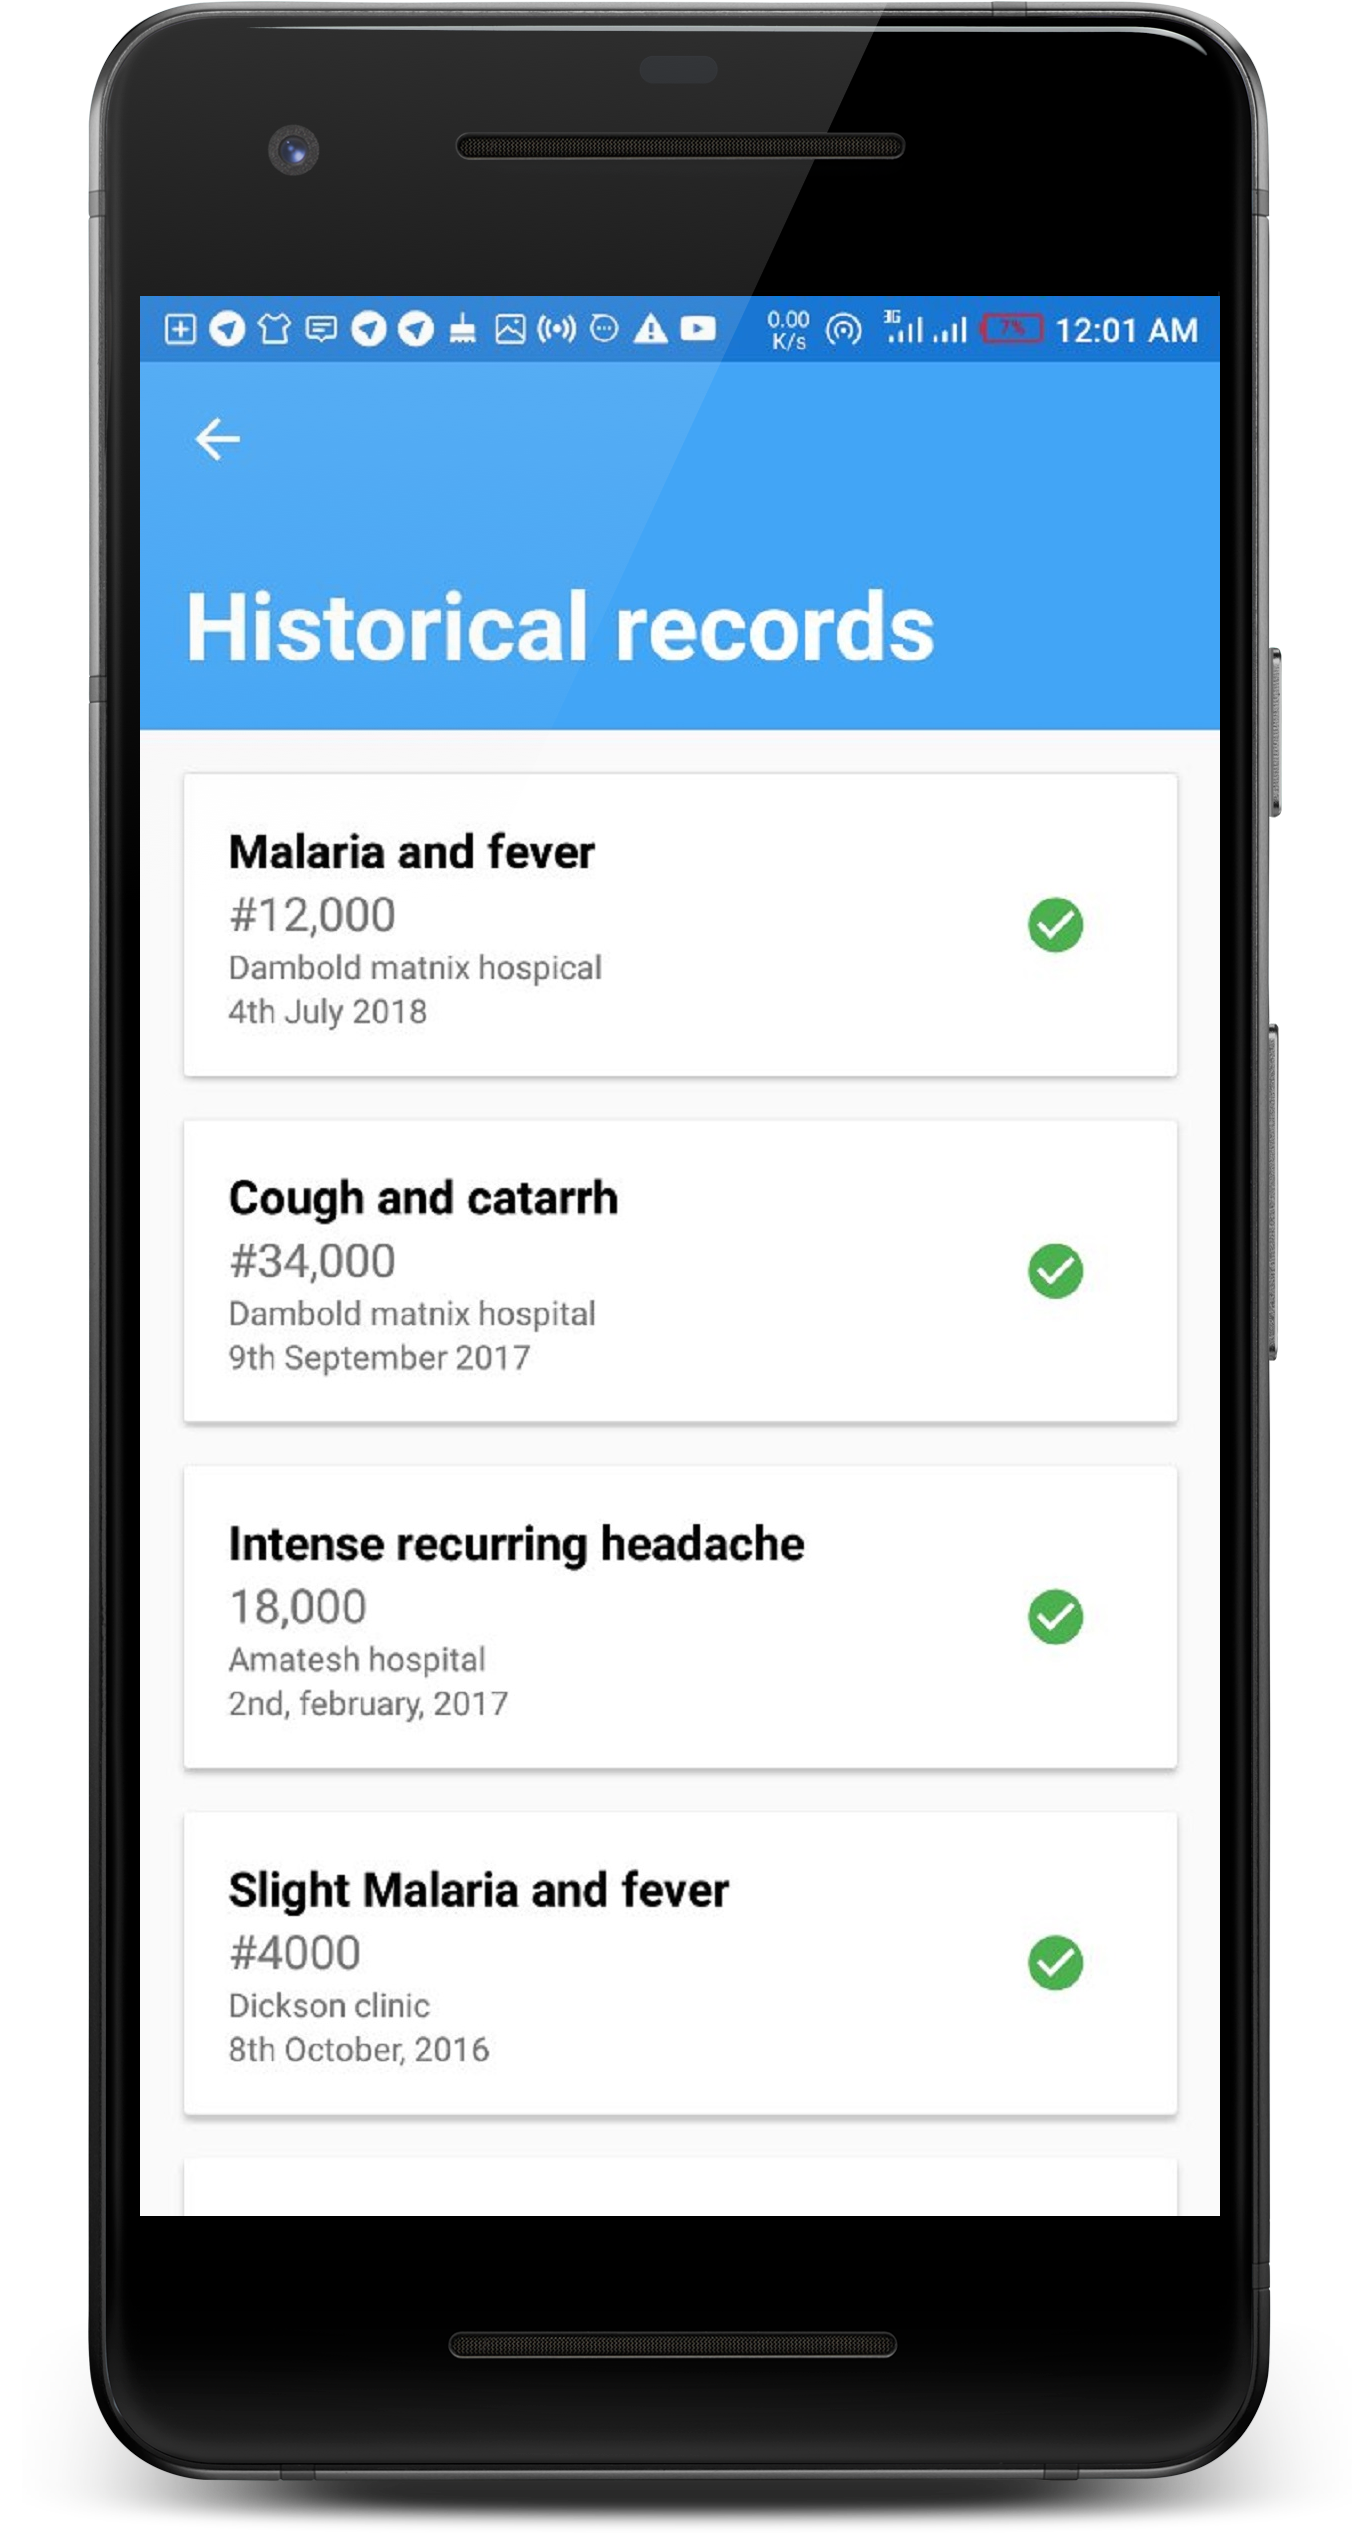 0.00
K/s
3G
7%
12:01 AM
Historical records
Malaria and fever
#12,000
Dambold matnix hospical
4th July 2018
Cough and catarrh
#34,000
Dambold matnix hospital
9th September 2017
Intense recurring headache
18,000
Amatesh hospital
2nd, february, 2017
Slight Malaria and fever
#4000
Dickson clinic
8th October, 2016